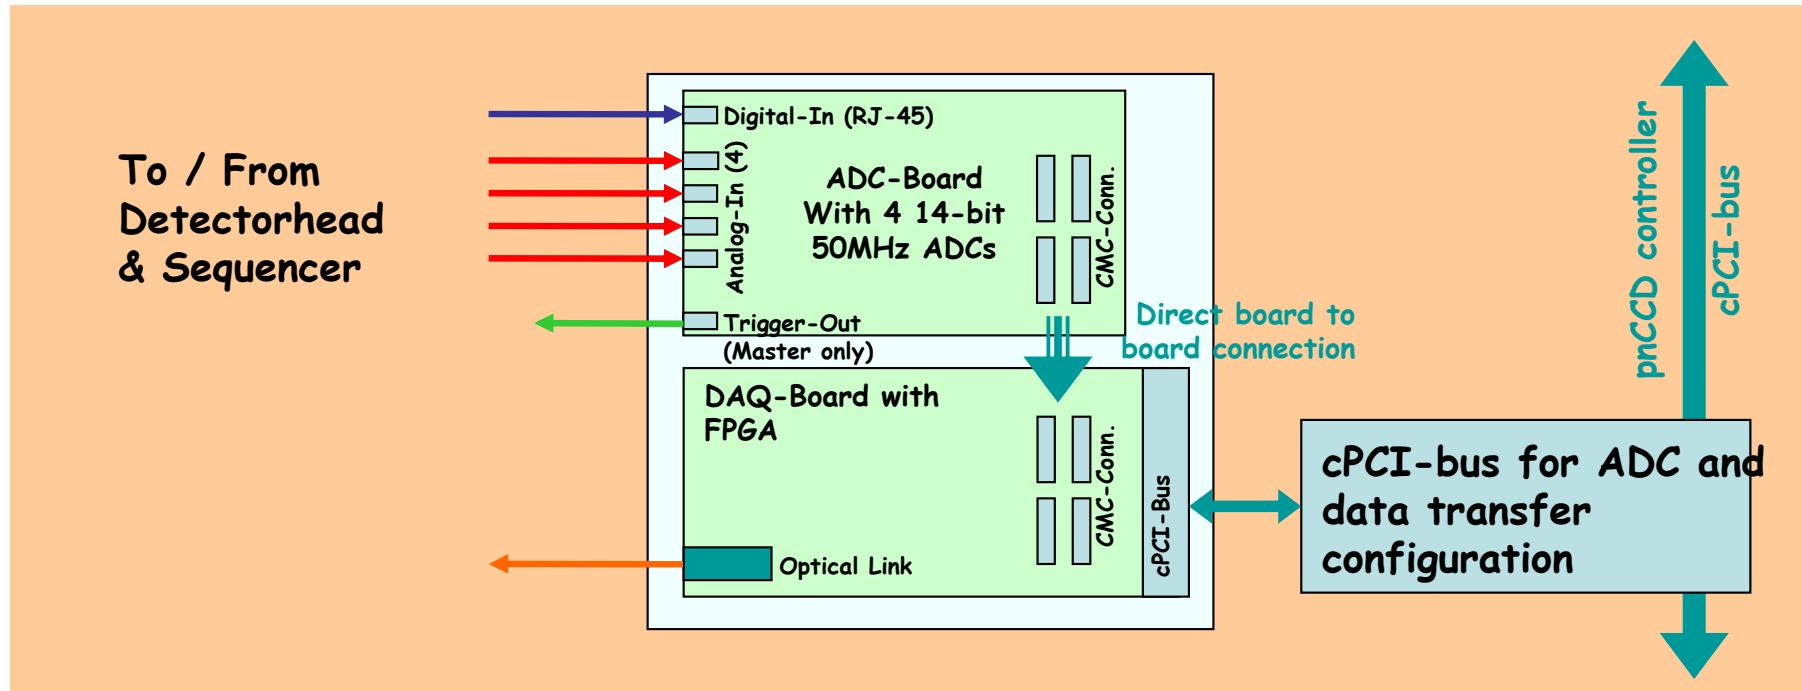 To / From
Detectorhead
& Sequencer
Digital-In (RJ-45)
Analog-In (4)
ADC-Board
With 4 14-bit
50MHz ADCs
CMC-Conn.
Trigger-Out
(Master only)
Direct board to
board connection
DAQ-Board with
FPGA
CMC-Conn.
cPCI-Bus
Optical Link
pnCCD controller
cPCI-bus
cPCI-bus for ADC and
data transfer
configuration